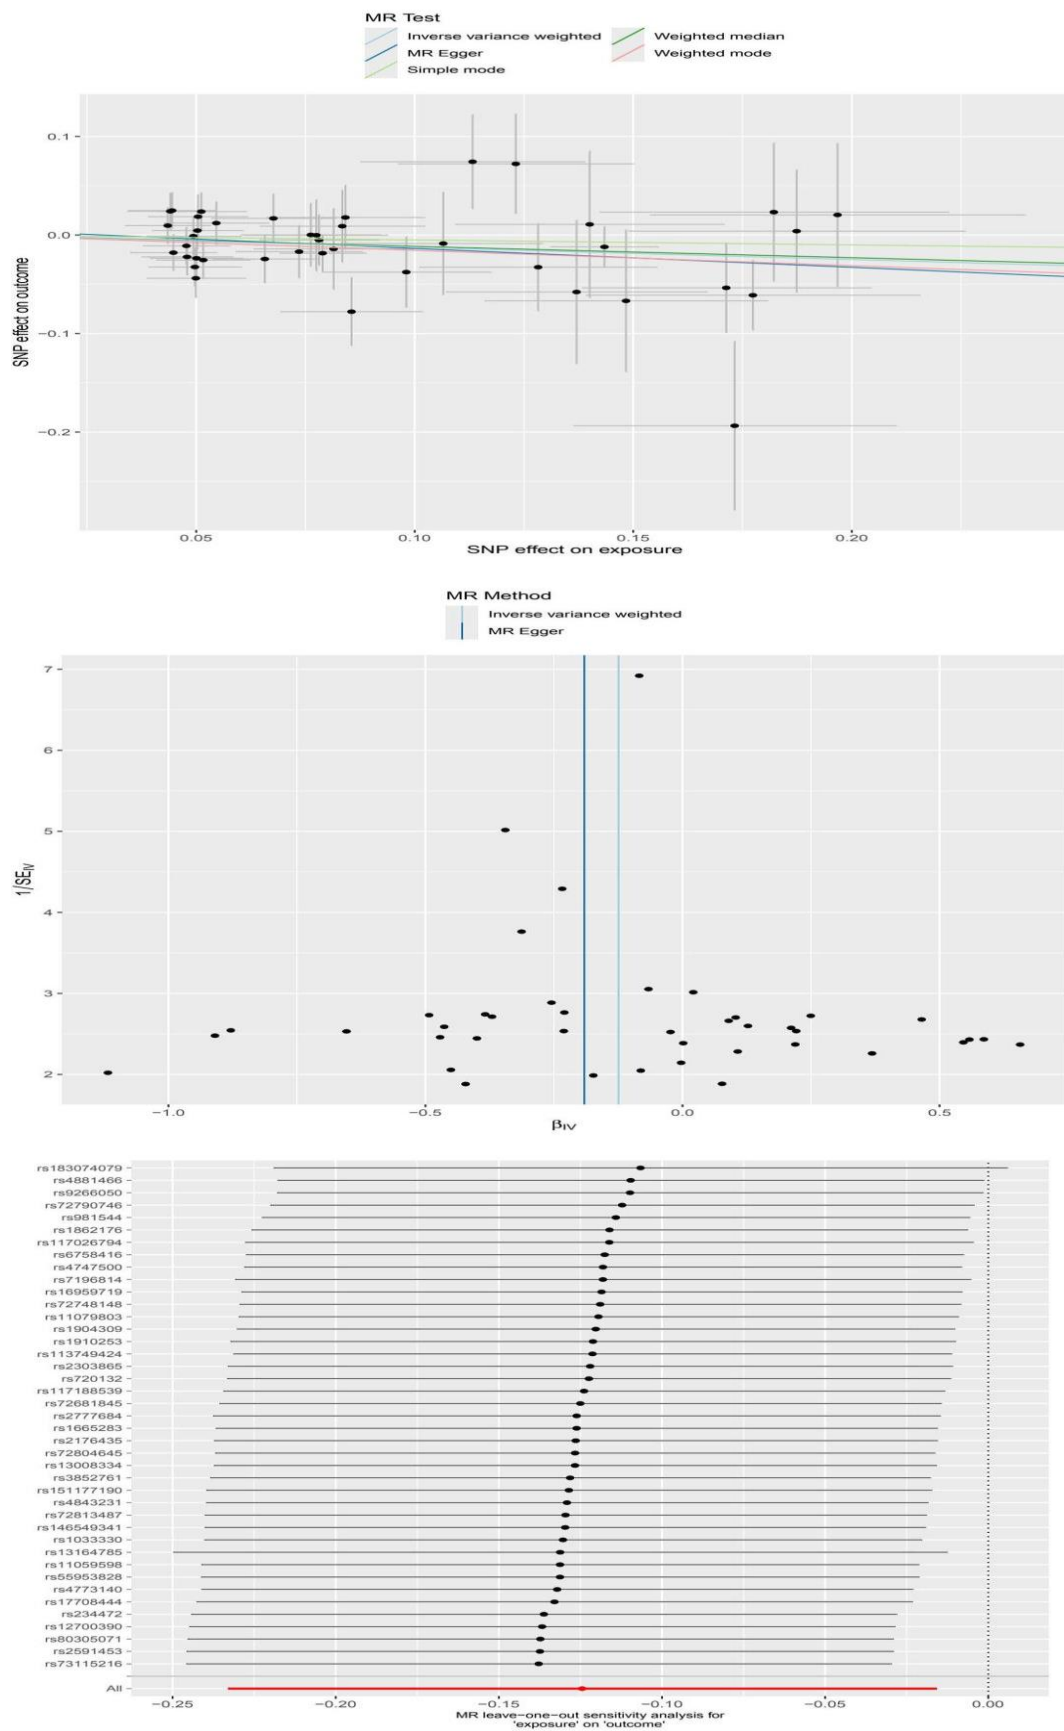 MR Test
Inverse variance weighted
MR Egger
Simple mode
Weighted median
Weighted mode
0.1
0.0
−0.1
−0.2
SNP effect on outcome
0.05
0.10
0.15
0.20
SNP effect on exposure
MR Method
Inverse variance weighted
MR Egger
7
6
5
4
3
2
1/SE_IV
−1.0
−0.5
0.0
0.5
β_IV
rs183074079
rs4881466
rs9266050
rs72790746
rs981544
rs1862176
rs117026794
rs6758416
rs4747500
rs7196814
rs16959719
rs72748148
rs11079803
rs1904309
rs1910253
rs113749424
rs2303865
rs720132
rs117188539
rs72681845
rs2777684
rs1665283
rs2176435
rs72804645
rs13008334
rs3852761
rs151177190
rs4843231
rs72813487
rs146549341
rs1033330
rs13164785
rs11059598
rs55953828
rs4773140
rs17708444
rs234472
rs12700390
rs80305071
rs2591453
rs73115216
All
−0.25
−0.20
−0.15
−0.10
−0.05
0.00
MR leave−one−out sensitivity analysis for
'exposure' on 'outcome'